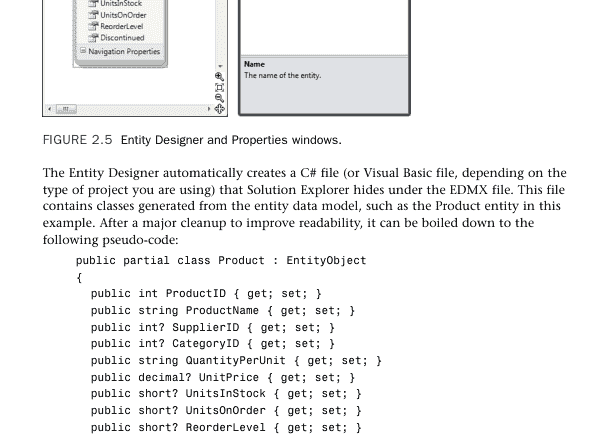 UnitsInStock
UnitsOnOrder
ReorderLevel
Discontinued
Navigation Properties
Name
The name of the entity.
FIGURE 2.5 Entity Designer and Properties windows.
The Entity Designer automatically creates a C# file (or Visual Basic file, depending on the
type of project you are using) that Solution Explorer hides under the EDMX file. This file
contains classes generated from the entity data model, such as the Product entity in this
example. After a major cleanup to improve readability, it can be boiled down to the
following pseudo-code:
public partial class Product : EntityObject
{
public int ProductID { get; set; }
public string ProductName { get; set; }
public int? SupplierID { get; set; }
public int? CategoryID { get; set; }
public string QuantityPerUnit { get; set; }
public decimal? UnitPrice { get; set; }
public short? UnitsInStock { get; set; }
public short? UnitsOnOrder { get; set; }
public short? ReorderLevel { get; set; }